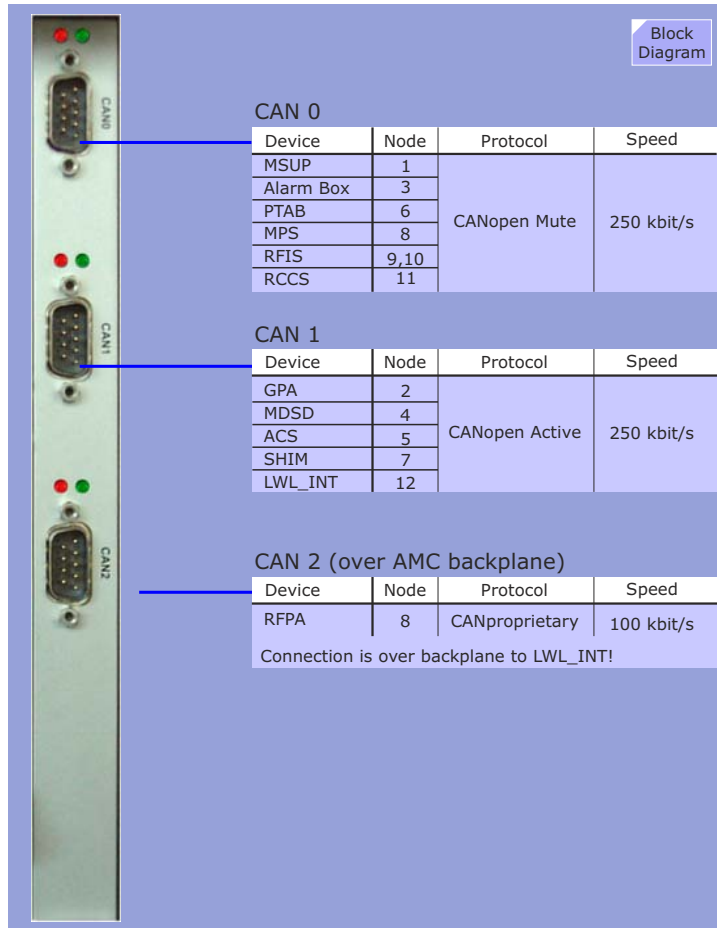 Block
Diagram
CAN0
CAN 0
Device Node Protocol Speed
MSUP 1
Alarm Box 3
PTAB 6
CANopen Mute 250 kbit/s
MPS 8
RFIS 9,10
RCCS 11
CAN1
CAN 1
Device Node Protocol Speed
GPA 2
MDSD 4
ACS 5
CANopen Active 250 kbit/s
SHIM 7
LWL_INT 12
CAN2
CAN 2 (over AMC backplane)
Device Node Protocol Speed
RFPA 8 CANproprietary 100 kbit/s
Connection is over backplane to LWL_INT!